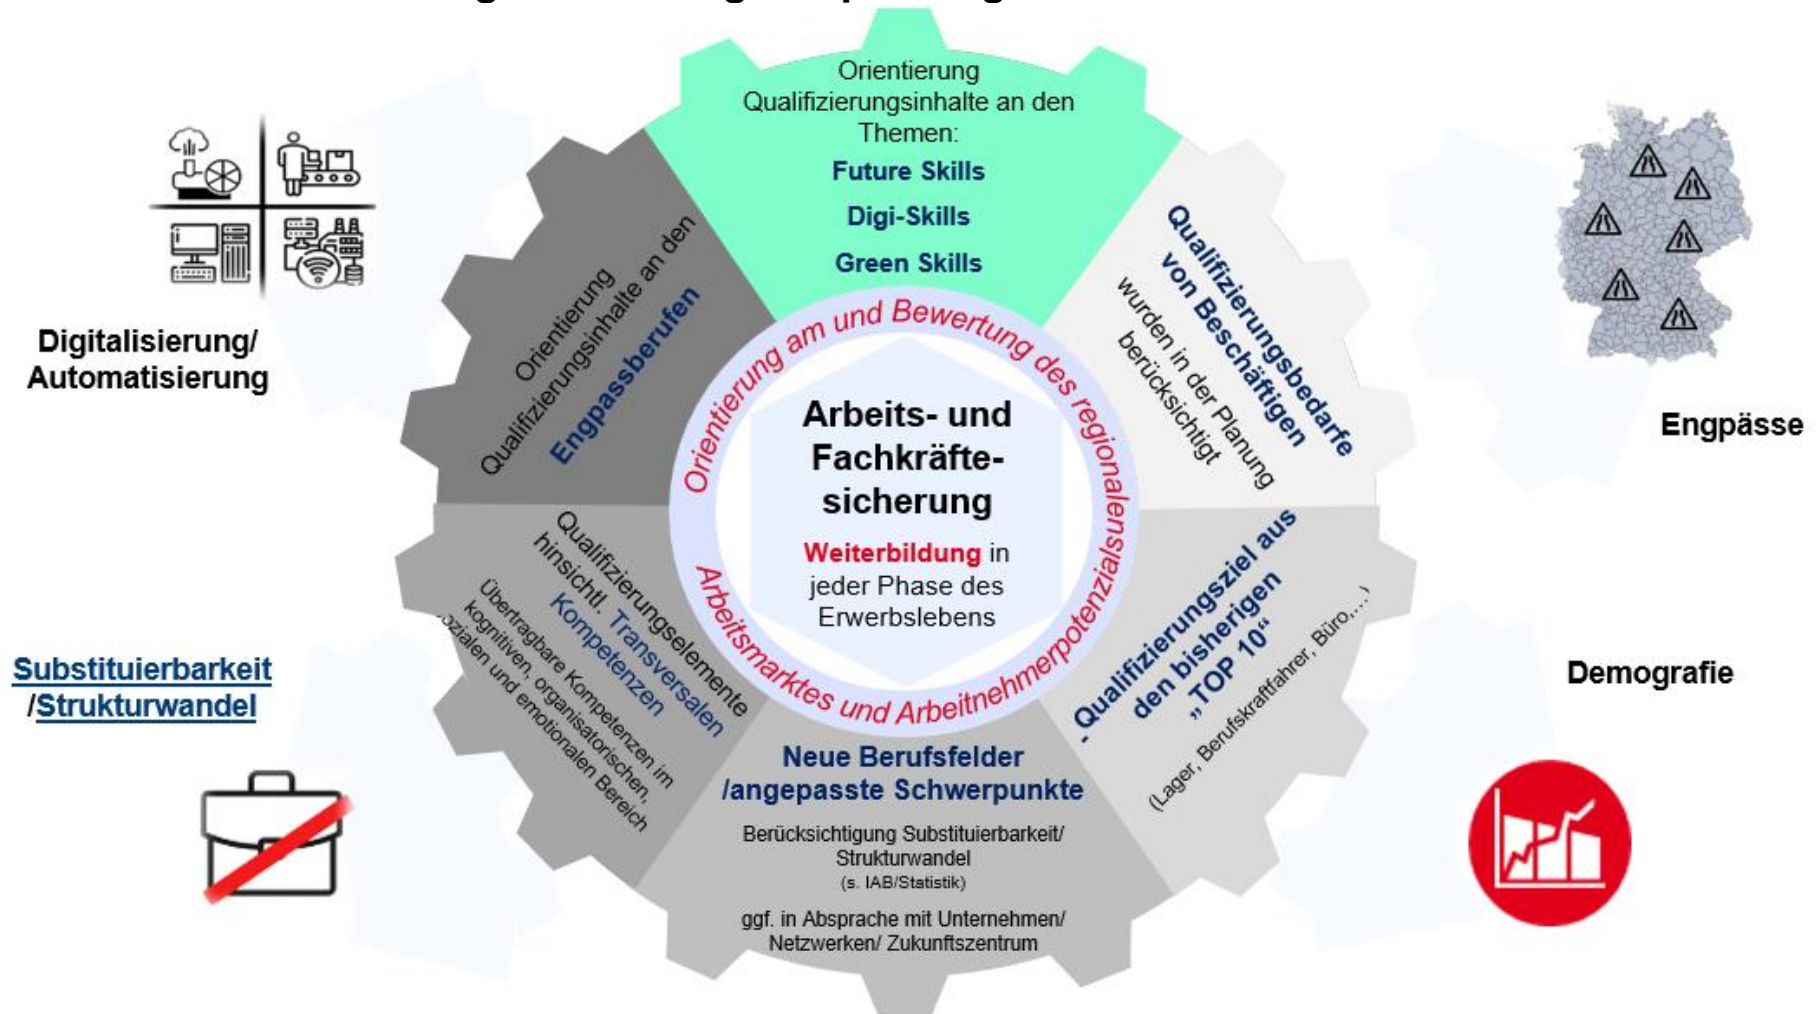 Orientierung
Qualifizierungsinhalte an den
Themen:
Future Skills
Digi-Skills
Green Skills
Qualifizierungsbedarfe
von Beschäftigen
wurden in der Planung
berücksichtigt
- Qualifizierungsziel aus
den bisherigen
„TOP 10“
(Lager, Berufskraftfahrer, Büro,…)
Neue Berufsfelder
/angepasste Schwerpunkte
Berücksichtigung Substituierbarkeit/
Strukturwandel
(s. IAB/Statistik)
ggf. in Absprache mit Unternehmen/
Netzwerken/ Zukunftszentrum
Qualifizierungselemente
hinsichtl. Transversalen
Kompetenzen
Übertragbare Kompetenzen im
kognitiven, organisatorischen,
sozialen und emotionalen Bereich
Orientierung
Qualifizierungsinhalte an den
Engpassberufen
Orientierung am und Bewertung des regionalen
Arbeitsmarktes und Arbeitnehmerpotenzials
Arbeits- und
Fachkräfte-
sicherung
Weiterbildung in
jeder Phase des
Erwerbslebens
Digitalisierung/
Automatisierung
Engpässe
Substituierbarkeit
/Strukturwandel
Demografie